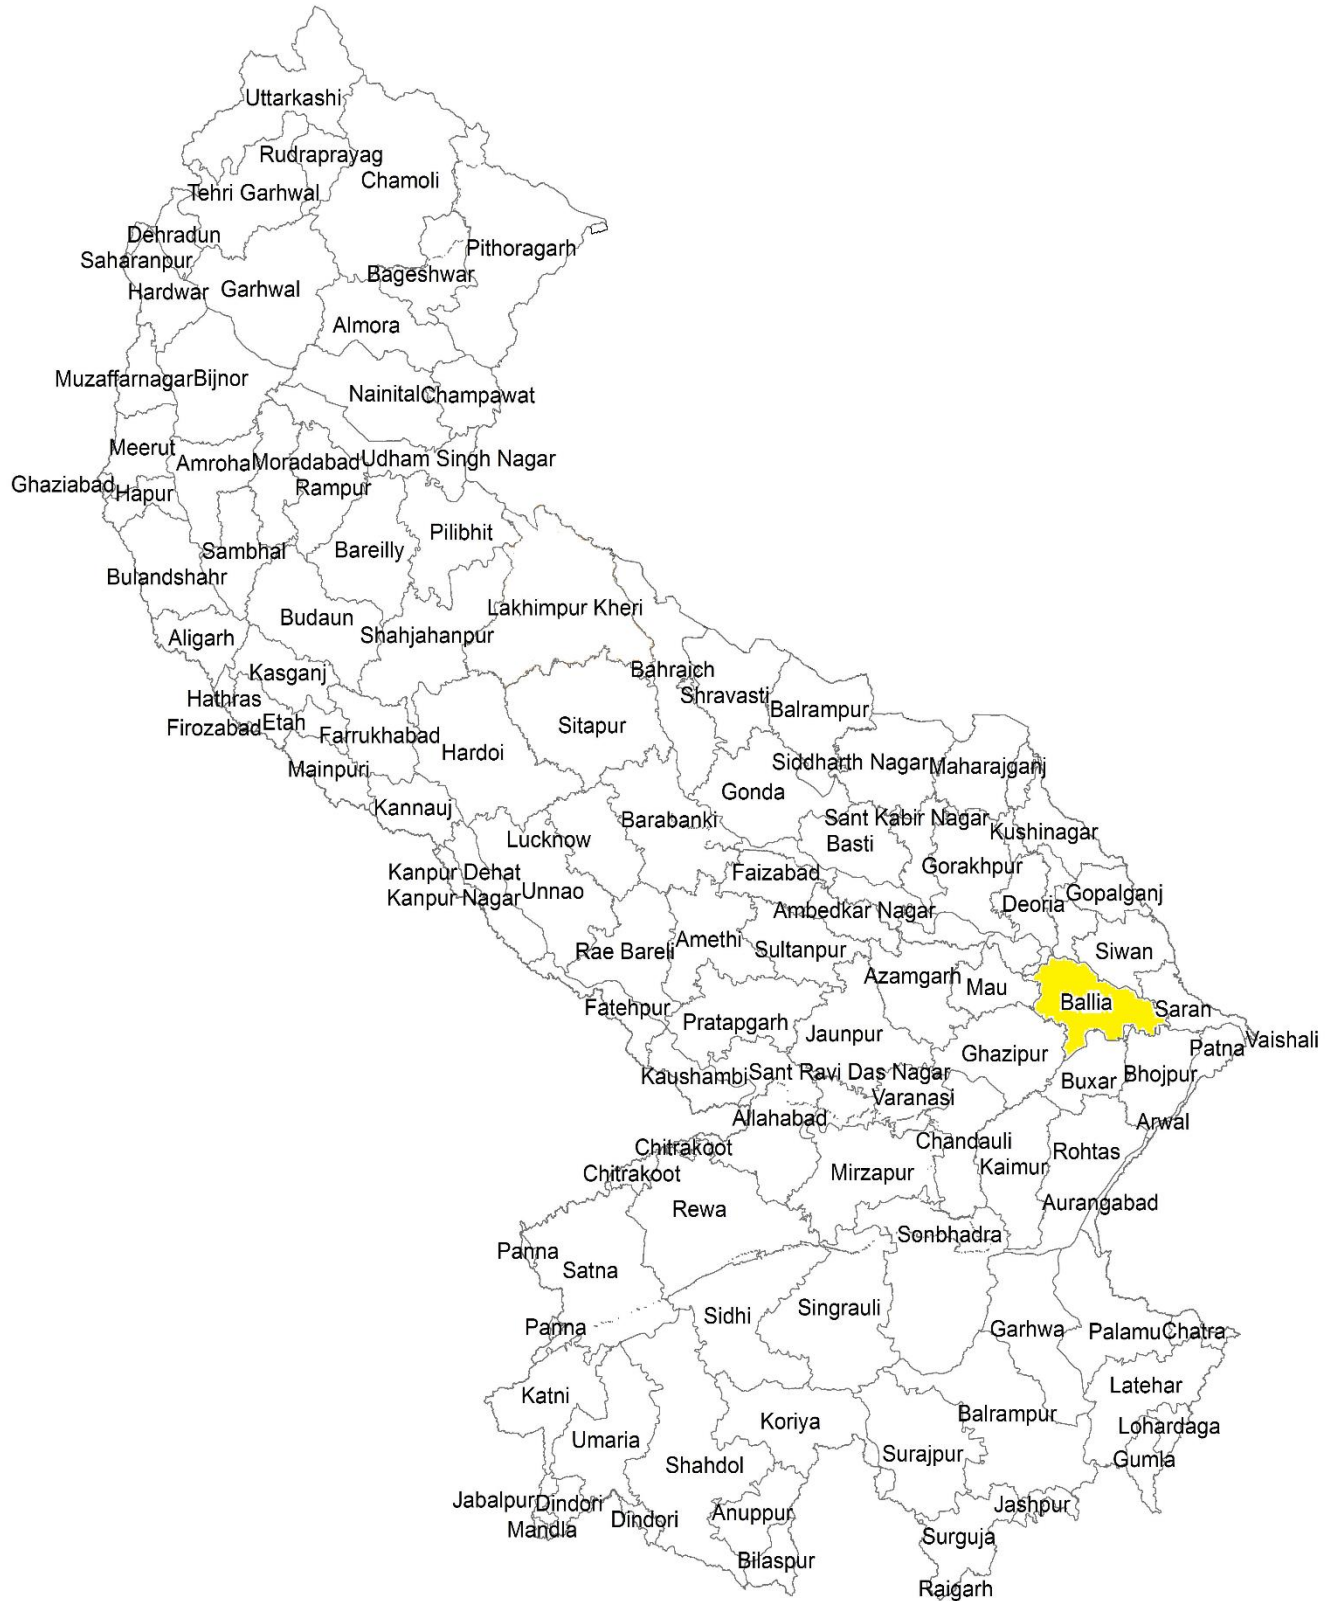 Uttarkashi
Rudraprayag
Chamoli
Tehri Garhwal
Dehradun
Pithoragarh
Saharanpur
Bageshwar
Hardwar
Garhwal
Almora
Muzaffarnagar
Bijnor
Nainital
Champawat
Meerut
Amroha
Moradabad
Udham Singh Nagar
Ghaziabad
Hapur
Rampur
Pilibhit
Sambhal
Bareilly
Bulandshahr
Lakhimpur Kheri
Budaun
Aligarh
Shahjahanpur
Kasganj
Bahraich
Hathras
Shravasti
Balrampur
Firozabad
Etah
Farrukhabad
Sitapur
Hardoi
Mainpuri
Siddharth Nagar
Maharajganj
Gonda
Kannauj
Barabanki
Sant Kabir Nagar
Kushinagar
Lucknow
Basti
Kanpur Dehat
Faizabad
Gorakhpur
Kanpur Nagar
Unnao
Deoria
Gopalganj
Ambedkar Nagar
Rae Bareli
Amethi
Sultanpur
Siwan
Azamgarh
Mau
Ballia
Saran
Fatehpur
Pratapgarh
Jaunpur
Ghazipur
Patna
Vaishali
Kaushambi
Sant Ravi Das Nagar
Buxar
Bhojpur
Varanasi
Allahabad
Arwal
Chitrakoot
Chandauli
Rohtas
Chitrakoot
Mirzapur
Kaimur
Rewa
Aurangabad
Sonbhadra
Panna
Satna
Sidhi
Singrauli
Panna
Garhwa
Palamu
Chatra
Katni
Latehar
Koriya
Balrampur
Lohardaga
Umaria
Surajpur
Gumla
Shahdol
Jabalpur
Dindori
Jashpur
Mandla
Dindori
Anuppur
Surguja
Bilaspur
Raigarh